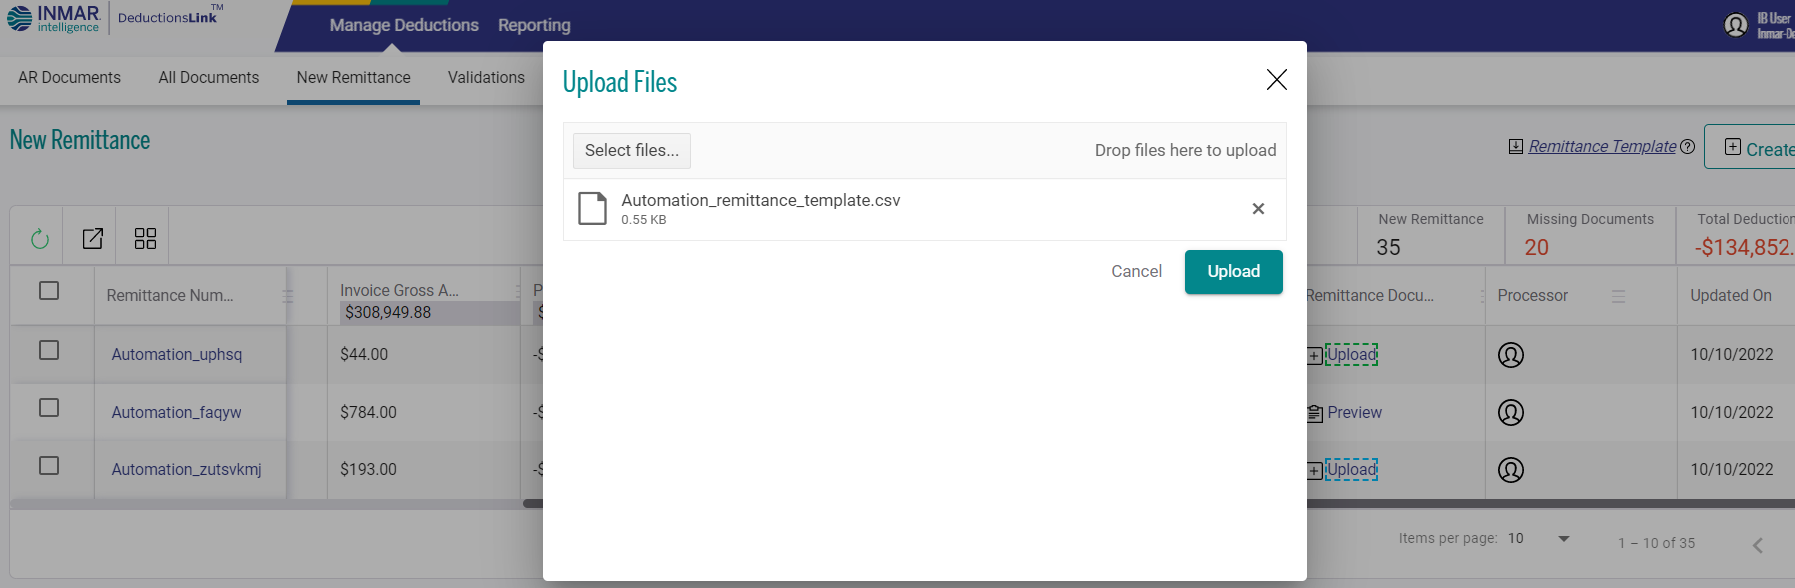 INMAR
intelligence
DeductionsLink™
Manage Deductions
Reporting
IB User
AR Documents
All Documents
New Remittance
Validations
Upload Files
New Remittance
Remittance Template
Create
Select files...
Drop files here to upload
Automation_remittance_template.csv
0.55 KB
Cancel
Upload
New Remittance
35
Missing Documents
20
Total Deduction
-$134,852.
Remittance Num...
Invoice Gross A...
$308,949.88
P
$
Remittance Docu...
Processor
Updated On
Automation_uphsq
$44.00
-$
Upload
10/10/2022
Automation_faqyw
$784.00
-$
Preview
10/10/2022
Automation_zutsvkmj
$193.00
-$
Upload
10/10/2022
Items per page: 10
1 – 10 of 35